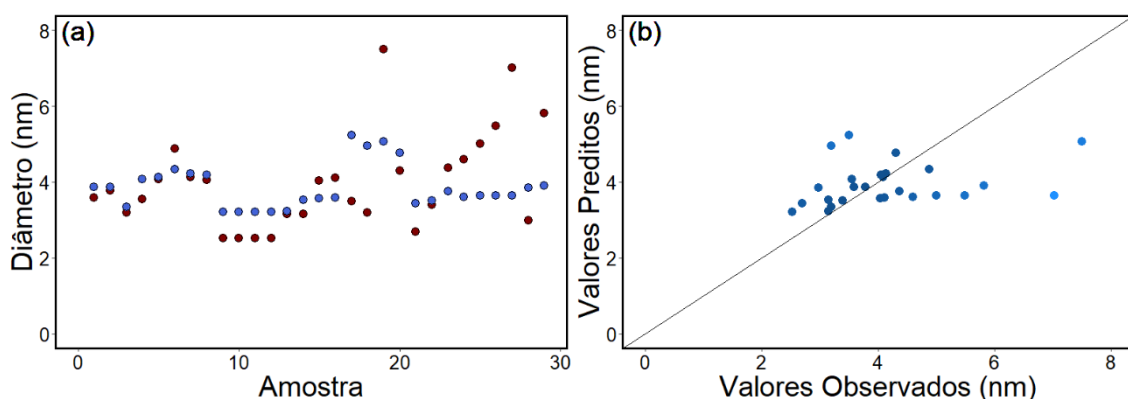 (a)
Diâmetro (nm)
8
6
4
2
0
0 10 20 30
Amostra
(b)
Valores Preditos (nm)
8
6
4
2
0
0 2 4 6 8
Valores Observados (nm)